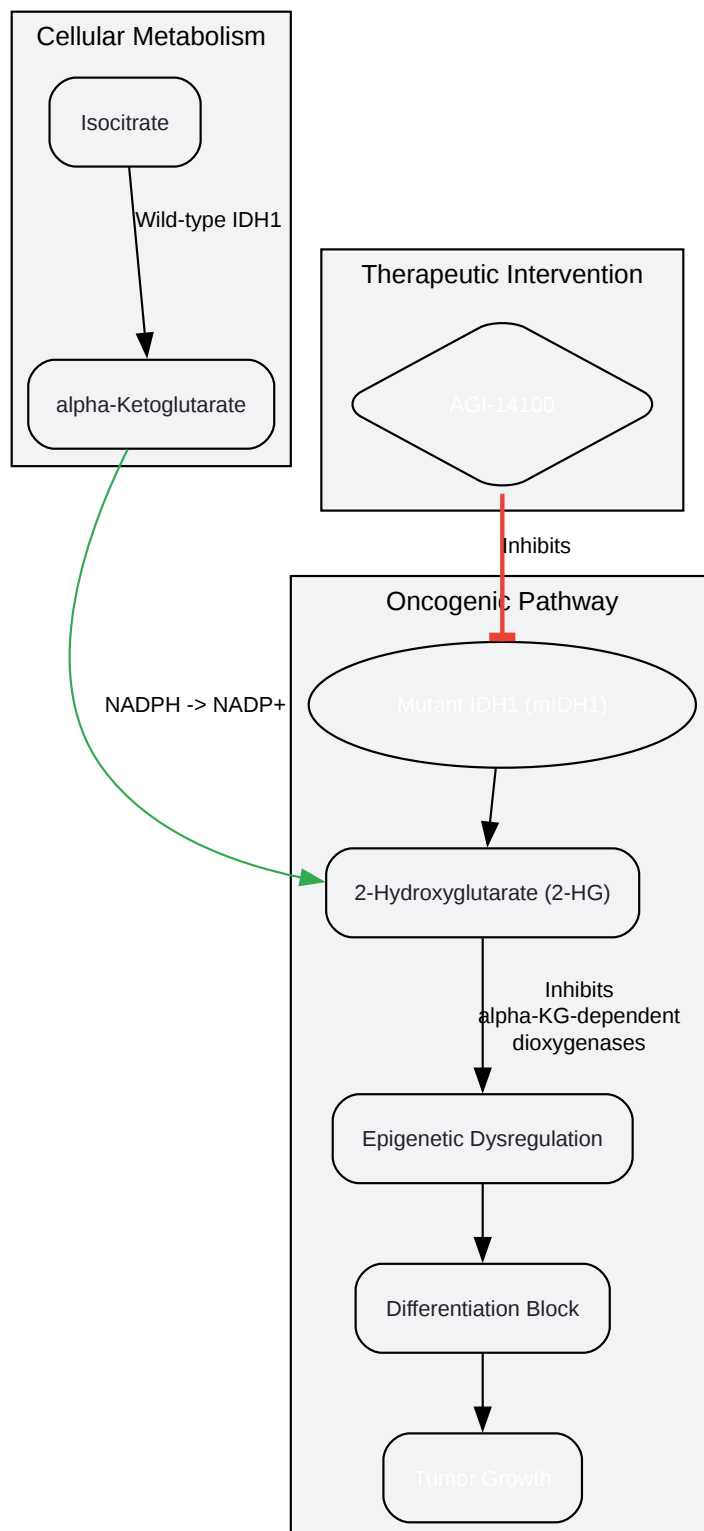 Cellular Metabolism
Isocitrate
Wild-type IDH1
alpha-Ketoglutarate
Therapeutic Intervention
AGI-14100
Inhibits
Oncogenic Pathway
NADPH -> NADP+
Mutant IDH1 (mIDH1)
2-Hydroxyglutarate (2-HG)
Inhibits
alpha-KG-dependent
dioxygenases
Epigenetic Dysregulation
Differentiation Block
Tumor Growth